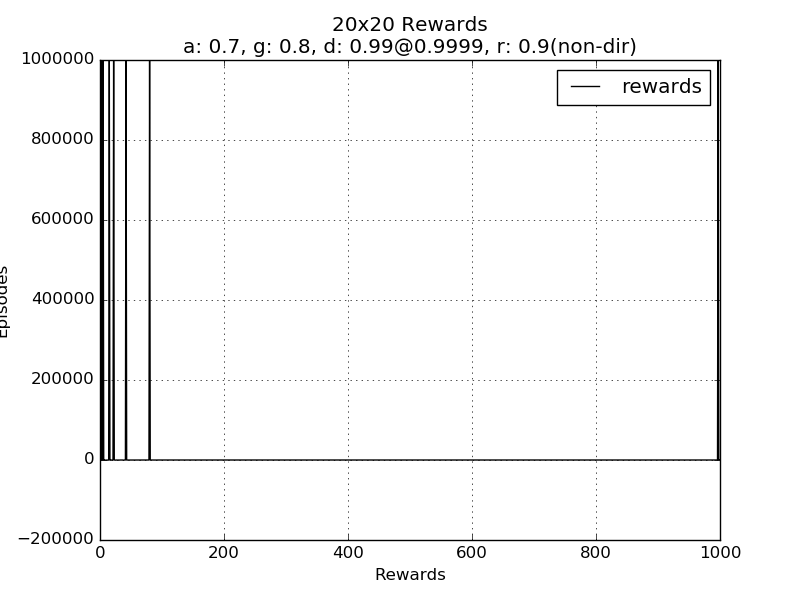 20x20 Rewards
a: 0.7, g: 0.8, d: 0.99@0.9999, r: 0.9(non-dir)
1000000
rewards
800000
600000
400000
Episodes
200000
0
−200000
0 200 400 600 800 1000
Rewards